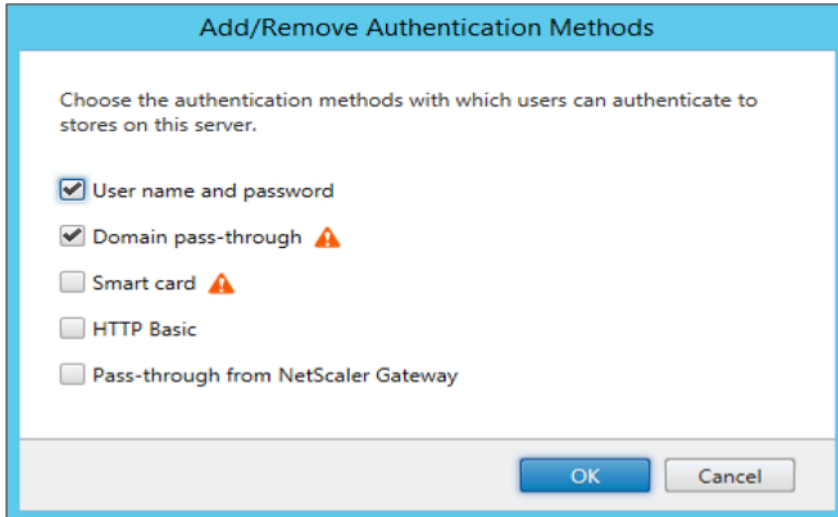 Add/Remove Authentication Methods
Choose the authentication methods with which users can authenticate to
stores on this server.
User name and password
Domain pass-through
Smart card
HTTP Basic
Pass-through from NetScaler Gateway
OK Cancel